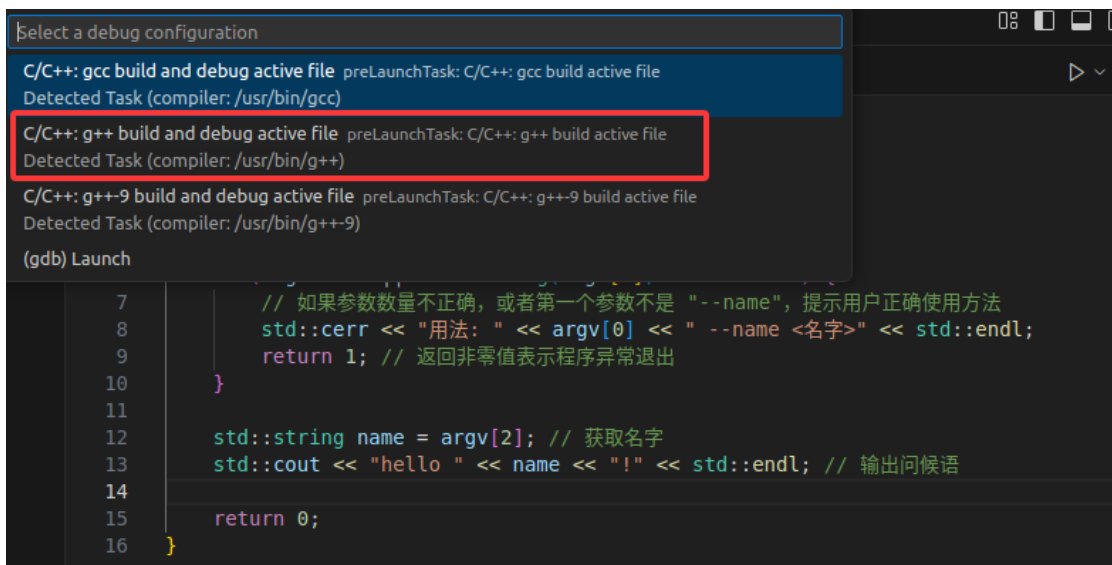 Select a debug configuration
C/C++: gcc build and debug active file preLaunchTask: C/C++: gcc build active file
Detected Task (compiler: /usr/bin/gcc)
C/C++: g++ build and debug active file preLaunchTask: C/C++: g++ build active file
Detected Task (compiler: /usr/bin/g++)
C/C++: g++-9 build and debug active file preLaunchTask: C/C++: g++-9 build active file
Detected Task (compiler: /usr/bin/g++-9)
(gdb) Launch
7 // 如果参数数量不正确，或者第一个参数不是 "--name"，提示用户正确使用方法
8 std::cerr << "用法: " << argv[0] << " --name <名字>" << std::endl;
9 return 1; // 返回非零值表示程序异常退出
10 }
11
12 std::string name = argv[2]; // 获取名字
13 std::cout << "hello " << name << "!" << std::endl; // 输出问候语
14
15 return 0;
16 }